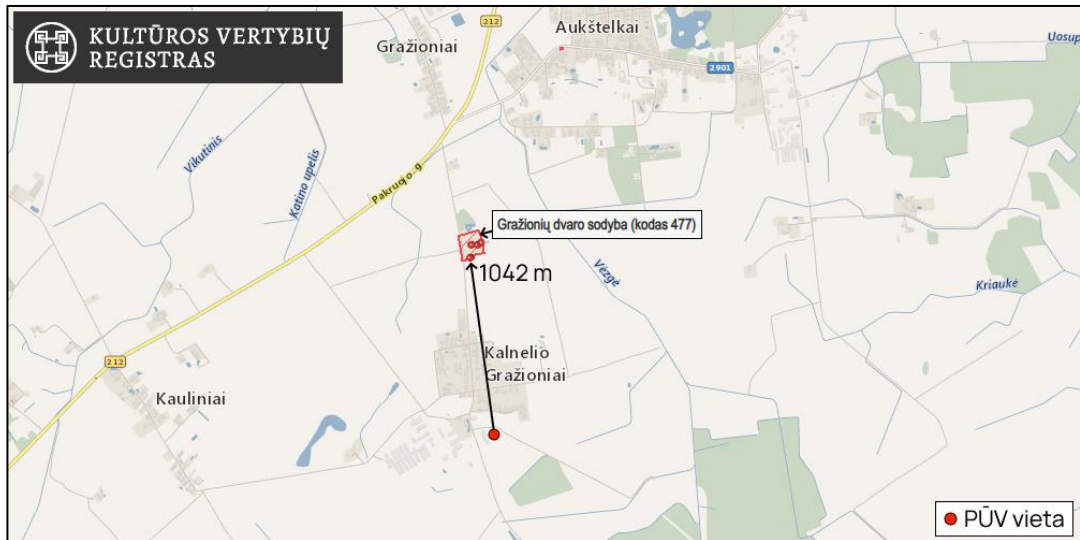 KULTŪROS VERTYBIŲ
REGISTRAS
212
Aukštelkai
Gražioniai
2901
Uosup
Vikutinis
Katino upelis
Pakruojo g.
Gražionių dvaro sodyba (kodas 477)
1042 m
Vėzgė
Kriaukė
Kalnelio
Gražioniai
212
Kauliniai
PŪV vieta